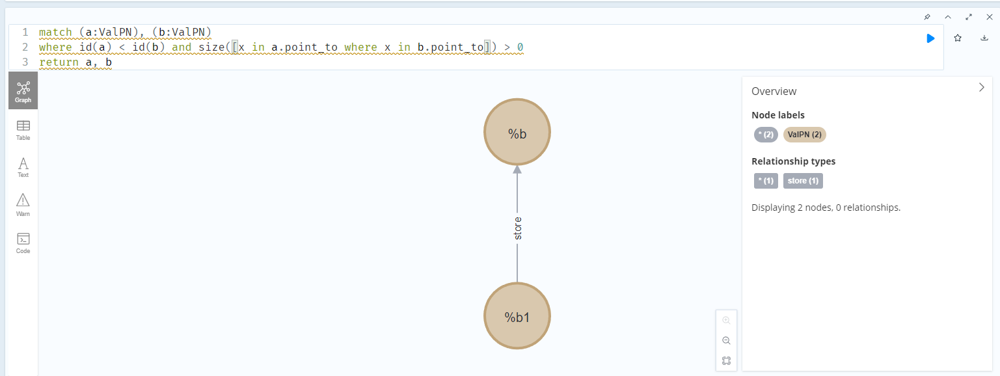 1 match (a:ValPN), (b:ValPN)
2 where id(a) < id(b) and size([x in a.point_to where x in b.point_to]) > 0
3 return a, b
Graph
Table
Text
Warn
Code
%b
store
%b1
Overview
Node labels
* (2) ValPN (2)
Relationship types
* (1) store (1)
Displaying 2 nodes, 0 relationships.